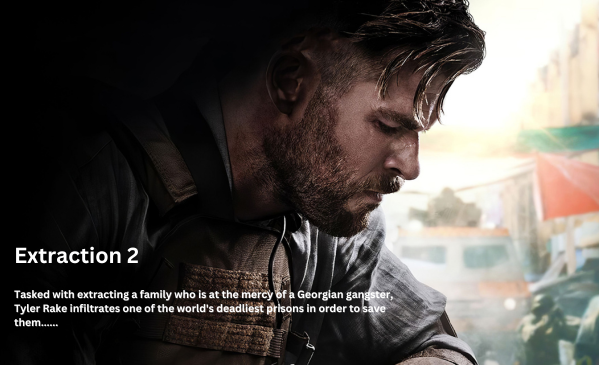 Extraction 2
Tasked with extracting a family who is at the mercy of a Georgian gangster,
Tyler Rake infiltrates one of the world's deadliest prisons in order to save
them......